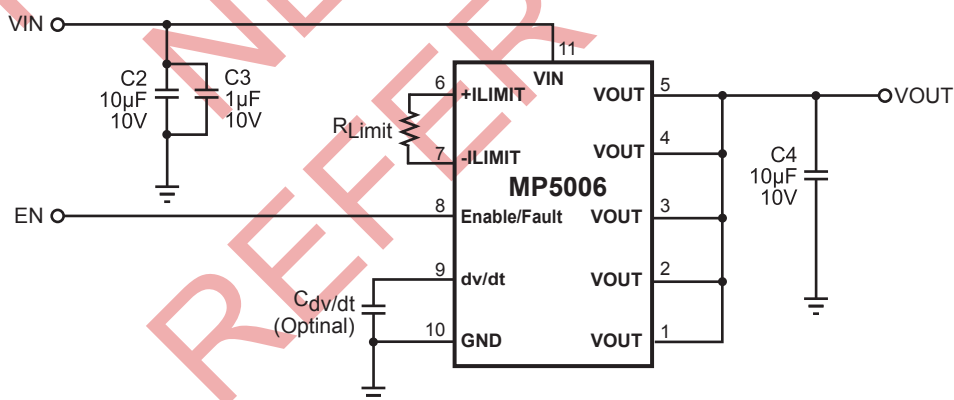 VIN
11
C2
10µF
10V
C3
1µF
10V
6
+ILIMIT
RLimit
7
-ILIMIT
VIN
MP5006
EN
8
Enable/Fault
9
dv/dt
Cdv/dt
(Optinal)
10
GND
VOUT
5
VOUT
4
VOUT
3
VOUT
2
VOUT
1
VOUT
C4
10µF
10V
REFER